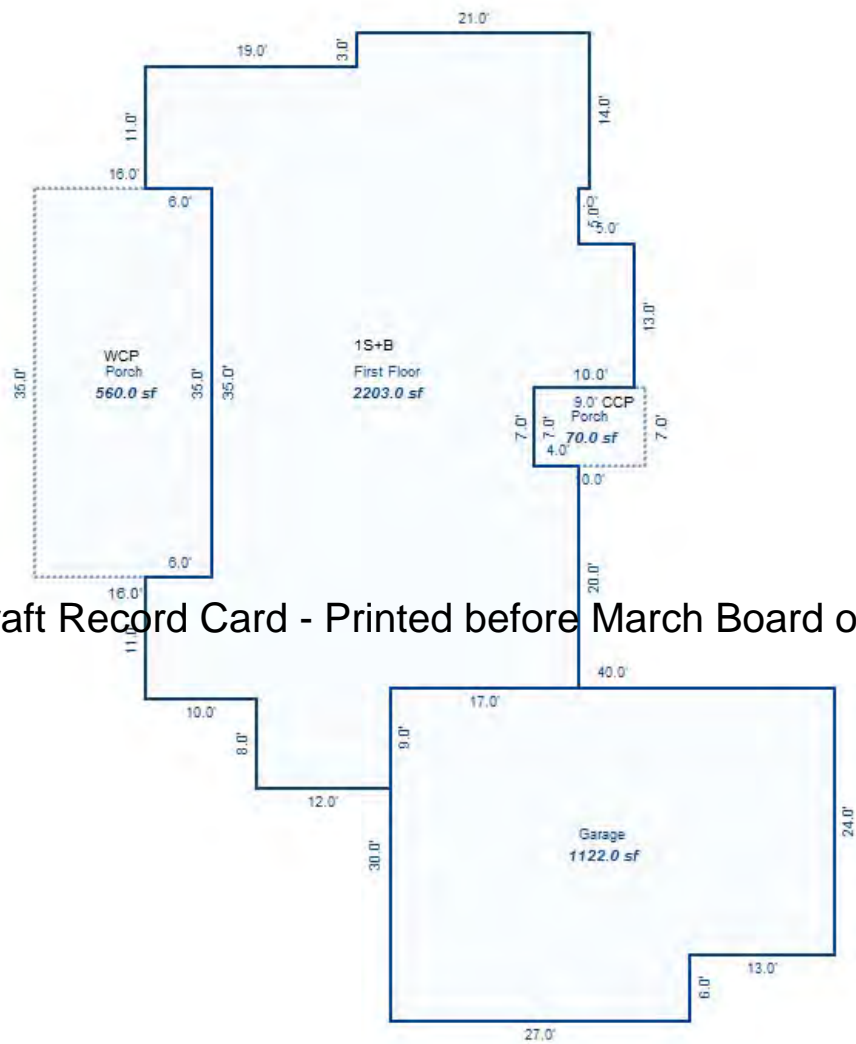 21.0'
19.0'
3.0'
11.0'
14.0'
16.0'
6.0'
.0'
5.0'
5.0'
13.0'
35.0'
WCP
Porch
560.0 sf
35.0'
35.0'
1S+B
First Floor
2203.0 sf
10.0'
9.0' CCP
Porch
70.0 sf
7.0'
7.0'
7.0'
4.0'
0.0'
6.0'
16.0'
20.0'
aft Record Card - Printed before March Board o
11.0'
40.0'
17.0'
10.0'
8.0'
9.0'
12.0'
30.0'
Garage
1122.0 sf
24.0'
13.0'
6.0'
27.0'